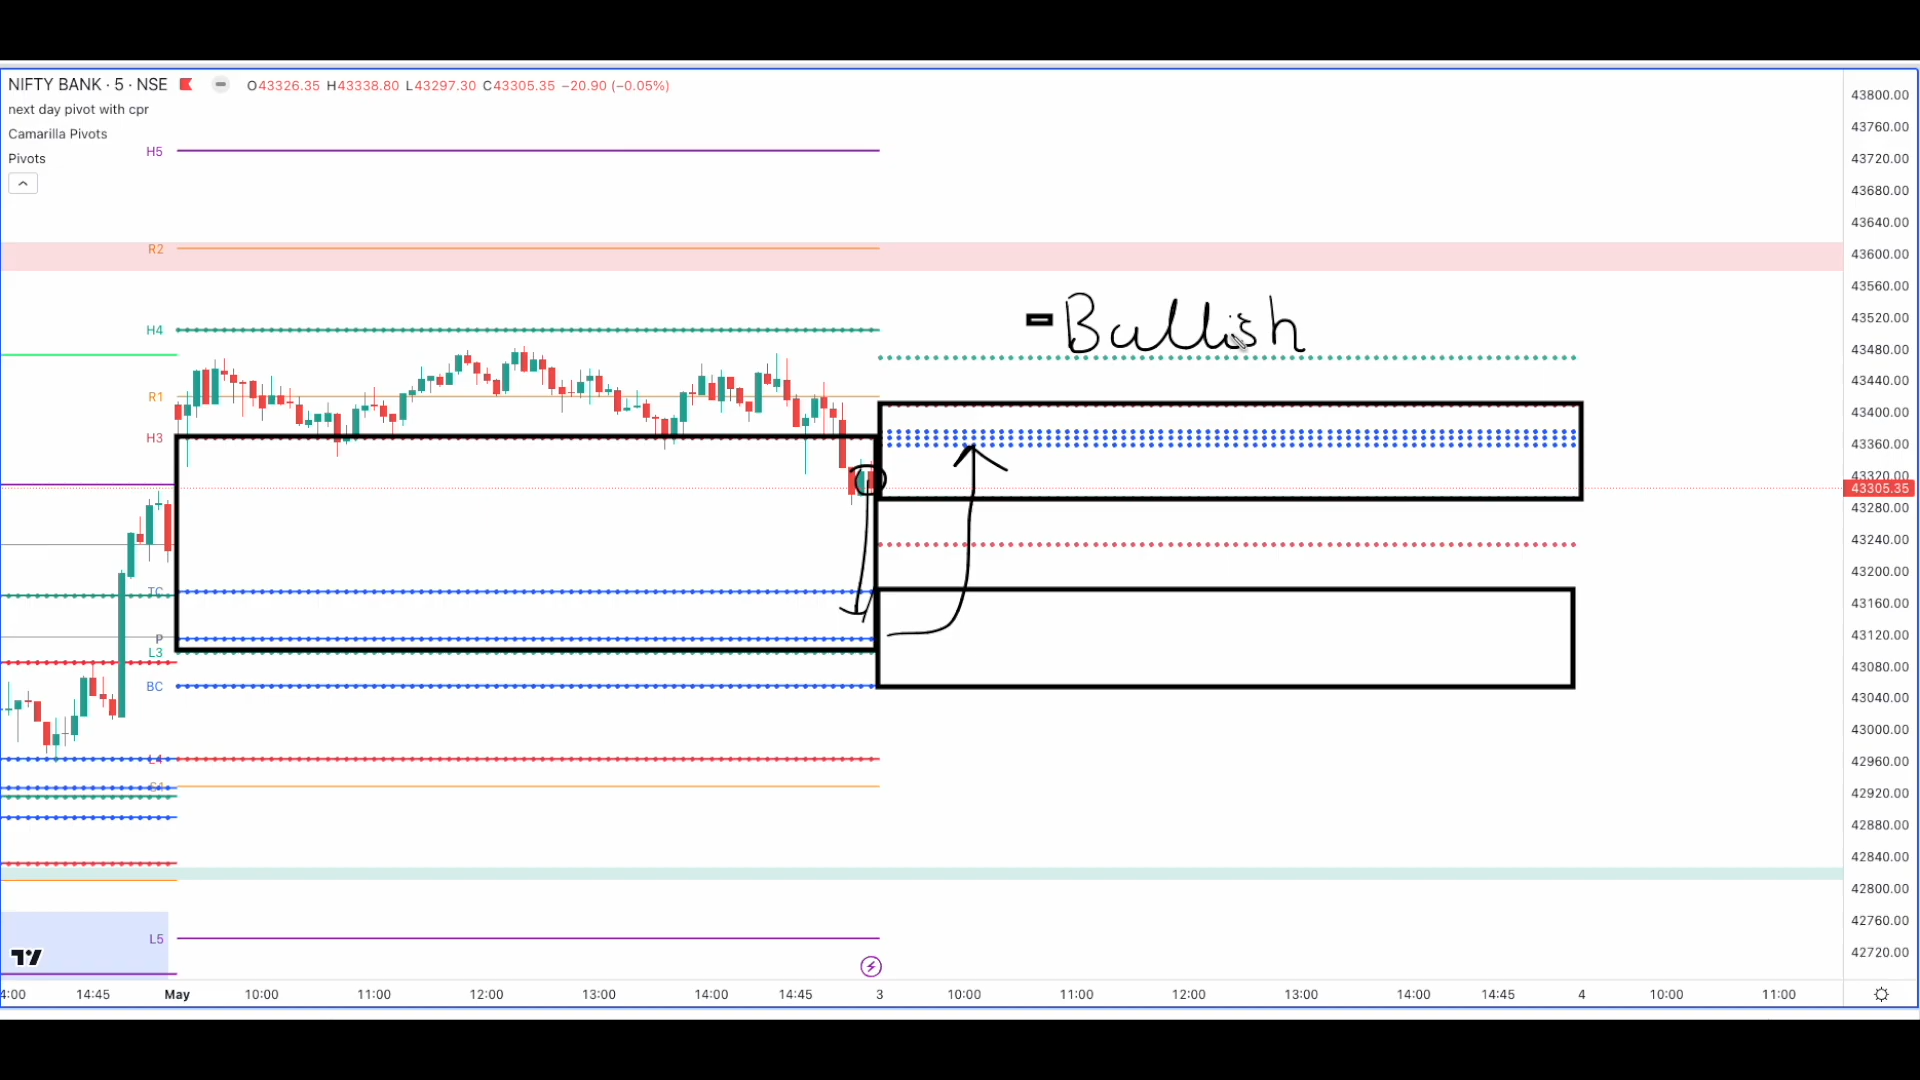 NIFTY BANK · 5 · NSE O43326.35 H43338.80 L43297.30 C43305.35 −20.90 (−0.05%)
next day pivot with cpr
Camarilla Pivots
Pivots
H5
R2
H4
R1
H3
TC
P
L3
BC
L4
S1
L5
-Bullish
43800.00
43760.00
43720.00
43680.00
43640.00
43600.00
43560.00
43520.00
43480.00
43440.00
43400.00
43360.00
43320.00
43305.35
43280.00
43240.00
43200.00
43160.00
43120.00
43080.00
43040.00
43000.00
42960.00
42920.00
42880.00
42840.00
42800.00
42760.00
42720.00
4:00 14:45 May 10:00 11:00 12:00 13:00 14:00 14:45 3 10:00 11:00 12:00 13:00 14:00 14:45 4 10:00 11:00